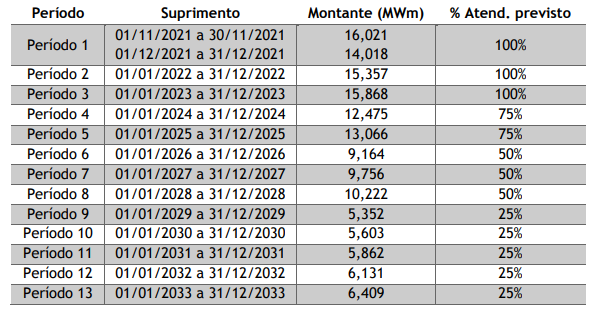 Período Suprimento Montante (MWm) % Atend. previsto
Período 1 01/11/2021 a 30/11/2021 16,021 100%
01/12/2021 a 31/12/2021 14,018
Período 2 01/01/2022 a 31/12/2022 15,357 100%
Período 3 01/01/2023 a 31/12/2023 15,868 100%
Período 4 01/01/2024 a 31/12/2024 12,475 75%
Período 5 01/01/2025 a 31/12/2025 13,066 75%
Período 6 01/01/2026 a 31/12/2026 9,164 50%
Período 7 01/01/2027 a 31/12/2027 9,756 50%
Período 8 01/01/2028 a 31/12/2028 10,222 50%
Período 9 01/01/2029 a 31/12/2029 5,352 25%
Período 10 01/01/2030 a 31/12/2030 5,603 25%
Período 11 01/01/2031 a 31/12/2031 5,862 25%
Período 12 01/01/2032 a 31/12/2032 6,131 25%
Período 13 01/01/2033 a 31/12/2033 6,409 25%